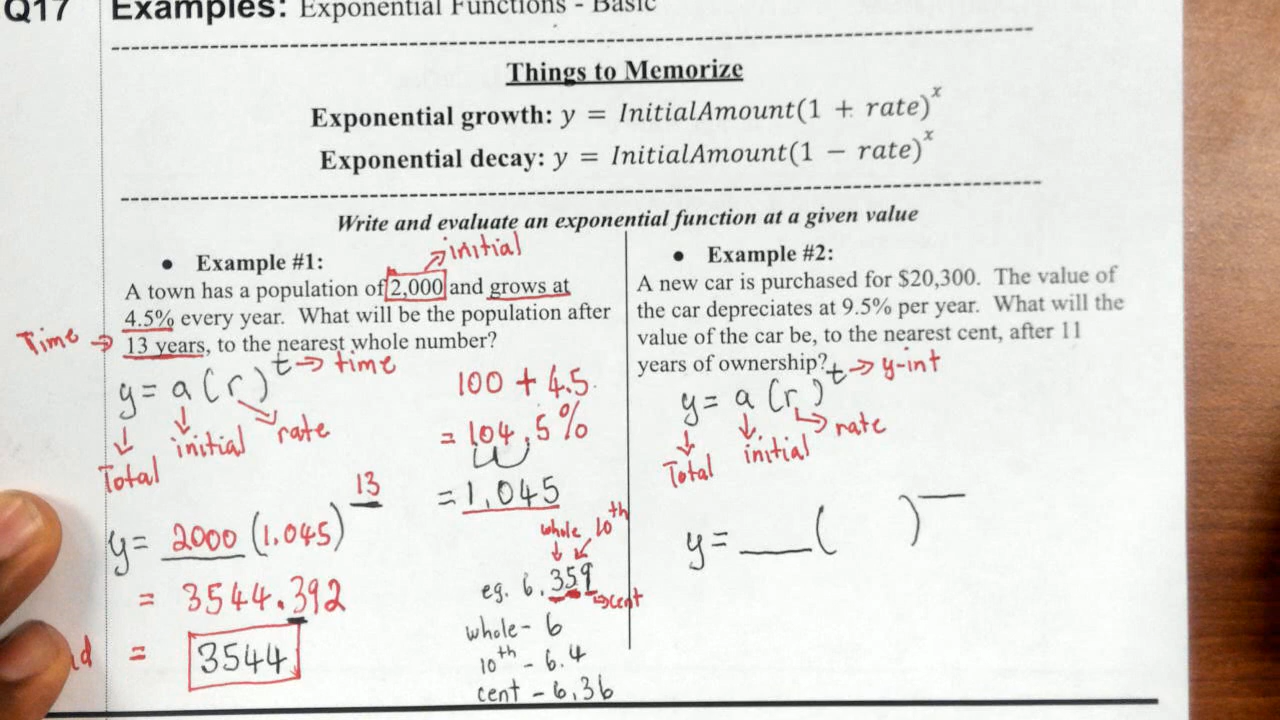 Q17 Examples: Exponential Functions - Basic
Things to Memorize
Exponential growth: y = InitialAmount(1 + rate)^x
Exponential decay: y = InitialAmount(1 − rate)^x
Write and evaluate an exponential function at a given value
• Example #1:
initial
A town has a population of 2,000 and grows at
4.5% every year. What will be the population after
13 years, to the nearest whole number?
Time →
y = a (r)^t → time
↓ Total
↓ initial
rate
100 + 4.5
= 104.5%
= 1.045
y = 2000 (1.045)^13
= 3544.392
= 3544
whole 10th
eg. 6.359
→ cent
whole - 6
10th - 6.4
cent - 6.36
• Example #2:
A new car is purchased for $20,300. The value of
the car depreciates at 9.5% per year. What will the
value of the car be, to the nearest cent, after 11
years of ownership?
y = a (r)^t → y-int
↓ Total
↓ initial
→ rate
y = ___( )^—